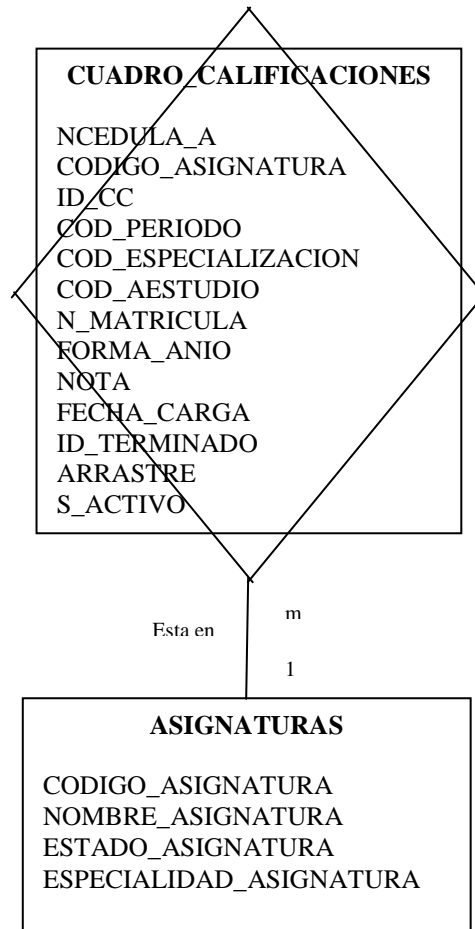 CUADRO_CALIFICACIONES
NCEDULA_A
CODIGO_ASIGNATURA
ID_CC
COD_PERIODO
COD_ESPECIALIZACION
COD_AESTUDIO
N_MATRICULA
FORMA_ANIO
NOTA
FECHA_CARGA
ID_TERMINADO
ARRASTRE
S_ACTIVO
m
Esta en
1
ASIGNATURAS
CODIGO_ASIGNATURA
NOMBRE_ASIGNATURA
ESTADO_ASIGNATURA
ESPECIALIDAD_ASIGNATURA